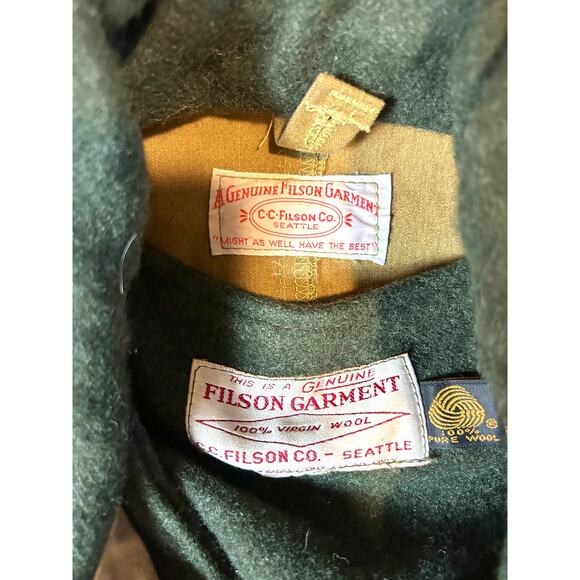 A GENUINE FILSON GARMENT
C·C·FILSON CO.
SEATTLE
"MIGHT AS WELL HAVE THE BEST"
THIS IS A GENUINE
FILSON GARMENT
100% VIRGIN WOOL
C.C. FILSON CO. - SEATTLE
®
100%
PURE WOOL